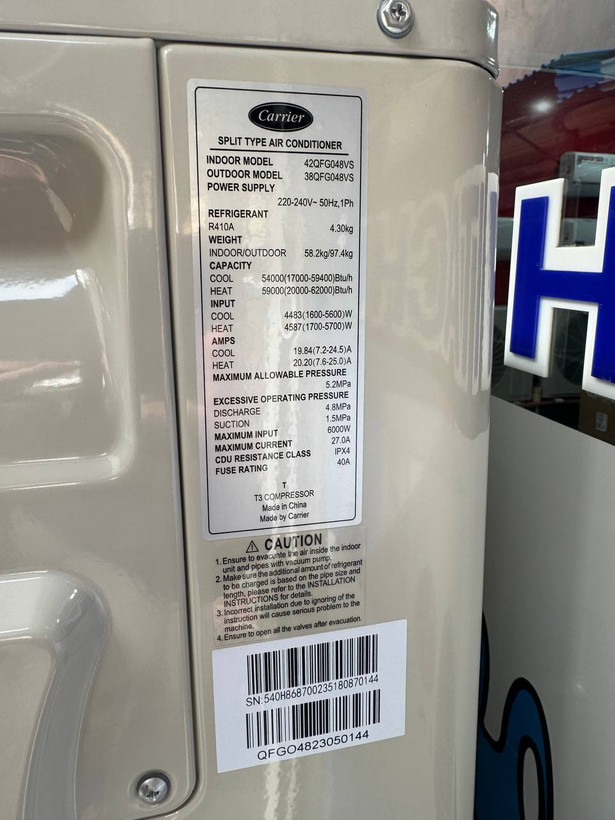 Carrier
SPLIT TYPE AIR CONDITIONER
INDOOR MODEL 42QFG048VS
OUTDOOR MODEL 38QFG048VS
POWER SUPPLY
220-240V~ 50Hz,1Ph
REFRIGERANT
R410A 4.30kg
WEIGHT
INDOOR/OUTDOOR 58.2kg/97.4kg
CAPACITY
COOL 54000(17000-59400)Btu/h
HEAT 59000(20000-62000)Btu/h
INPUT
COOL 4483(1600-5600)W
HEAT 4587(1700-5700)W
AMPS
COOL 19.84(7.2-24.5)A
HEAT 20.20(7.6-25.0)A
MAXIMUM ALLOWABLE PRESSURE
5.2MPa
EXCESSIVE OPERATING PRESSURE
DISCHARGE 4.8MPa
SUCTION 1.5MPa
MAXIMUM INPUT 6000W
MAXIMUM CURRENT 27.0A
CDU RESISTANCE CLASS IPX4
FUSE RATING 40A
T
T3 COMPRESSOR
Made in China
Made by Carrier
CAUTION
1. Ensure to evacuate the air inside the indoor
unit and pipes with vacuum pump.
2. Make sure the additional amount of refrigerant
to be charged is based on the pipe size and
length, please refer to the INSTALLATION
INSTRUCTIONS for details.
3. Incorrect installation due to ignoring of the
instruction will cause serious problem to the
machine.
4. Ensure to open all the valves after evacuation.
SN:540H868700235180870144
QFGO4823050144
H